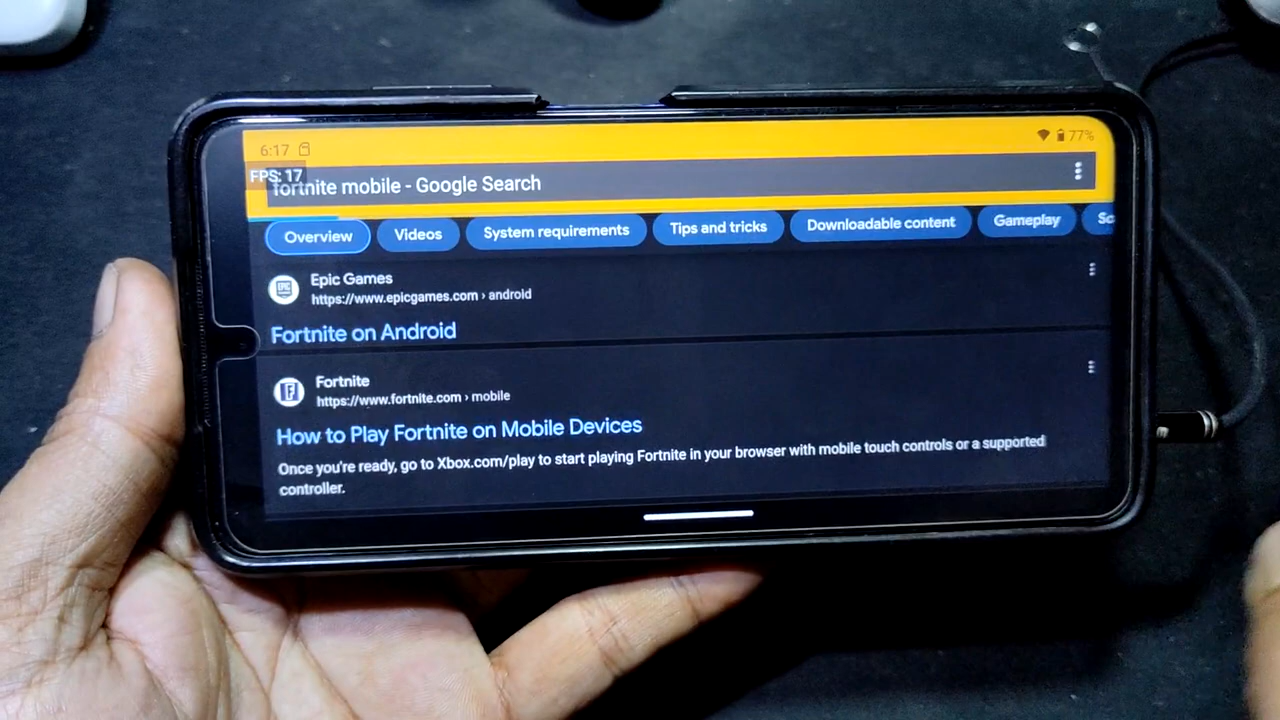 6:17
77%
FPS: 17
fortnite mobile - Google Search
Overview
Videos
System requirements
Tips and tricks
Downloadable content
Gameplay
Sc
EPIC
Epic Games
https://www.epicgames.com › android
Fortnite on Android
F
Fortnite
https://www.fortnite.com › mobile
How to Play Fortnite on Mobile Devices
Once you're ready, go to Xbox.com/play to start playing Fortnite in your browser with mobile touch controls or a supported
controller.